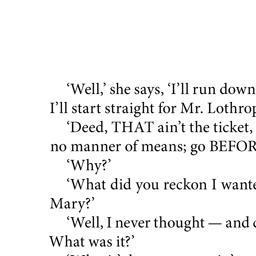 ‘Well,’ she says, ‘I’ll run down
I’ll start straight for Mr. Lothrop
‘Deed, THAT ain’t the ticket,
no manner of means; go BEFOR
‘Why?’
‘What did you reckon I wante
Mary?’
‘Well, I never thought — and
What was it?’